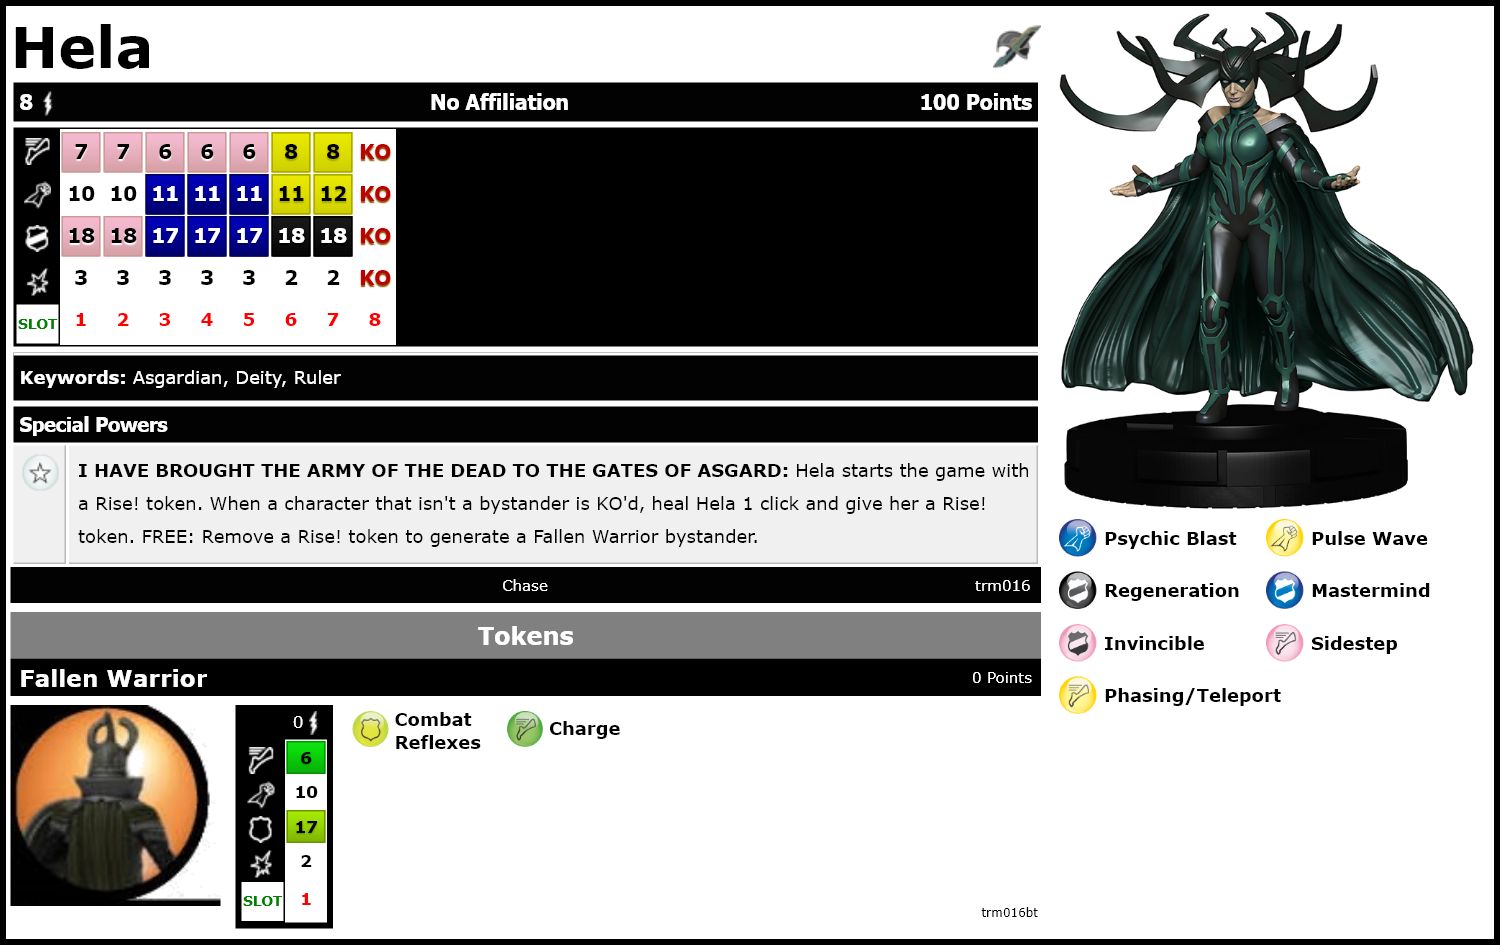 Hela
8 No Affiliation 100 Points
7 7 6 6 6 8 8 KO
10 10 11 11 11 11 12 KO
18 18 17 17 17 18 18 KO
3 3 3 3 3 2 2 KO
SLOT 1 2 3 4 5 6 7 8
Keywords: Asgardian, Deity, Ruler
Special Powers
I HAVE BROUGHT THE ARMY OF THE DEAD TO THE GATES OF ASGARD: Hela starts the game with
a Rise! token. When a character that isn't a bystander is KO'd, heal Hela 1 click and give her a Rise!
token. FREE: Remove a Rise! token to generate a Fallen Warrior bystander.
Chase trm016
Psychic Blast Pulse Wave
Regeneration Mastermind
Invincible Sidestep
Phasing/Teleport
Tokens
Fallen Warrior 0 Points
0
6
10
17
2
SLOT 1
Combat
Reflexes
Charge
trm016bt